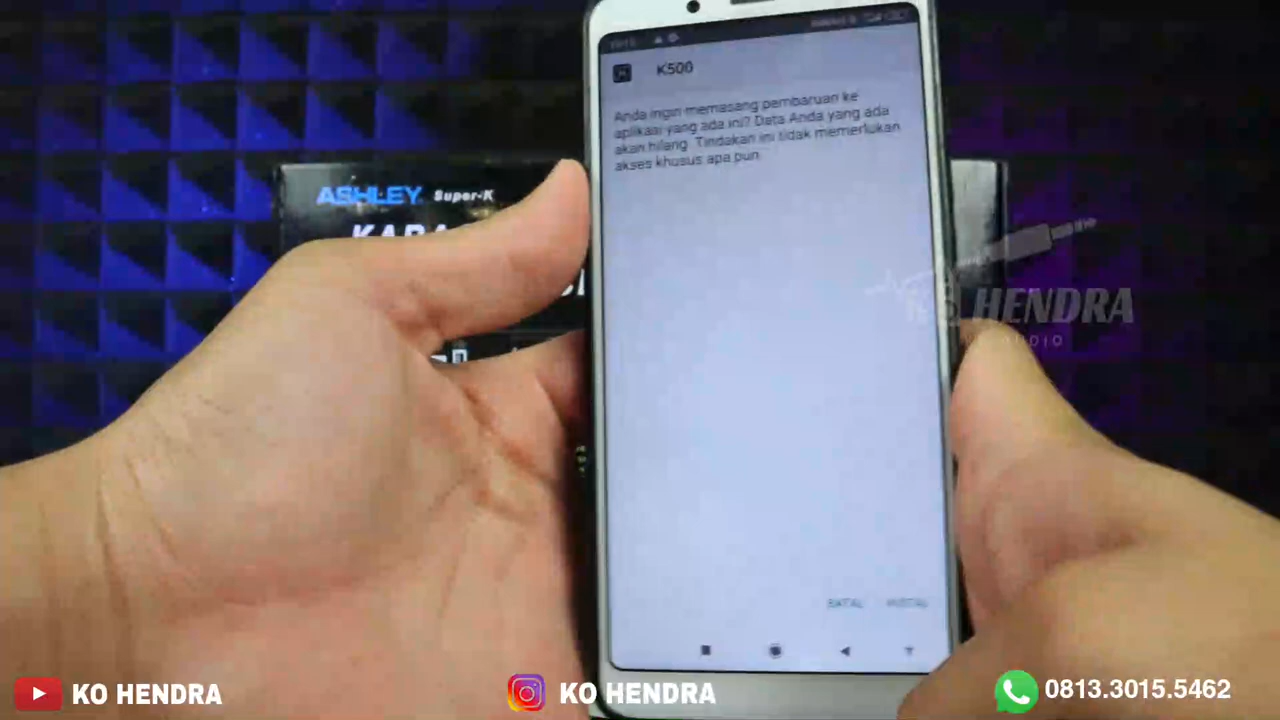 K500
Anda ingin memasang pembaruan ke
aplikasi yang ada ini? Data Anda yang ada
akan hilang. Tindakan ini tidak memerlukan
akses khusus apa pun.
ASHLEY Super-K
HENDRA
BATAL INSTAL
KO HENDRA
KO HENDRA
0813.3015.5462